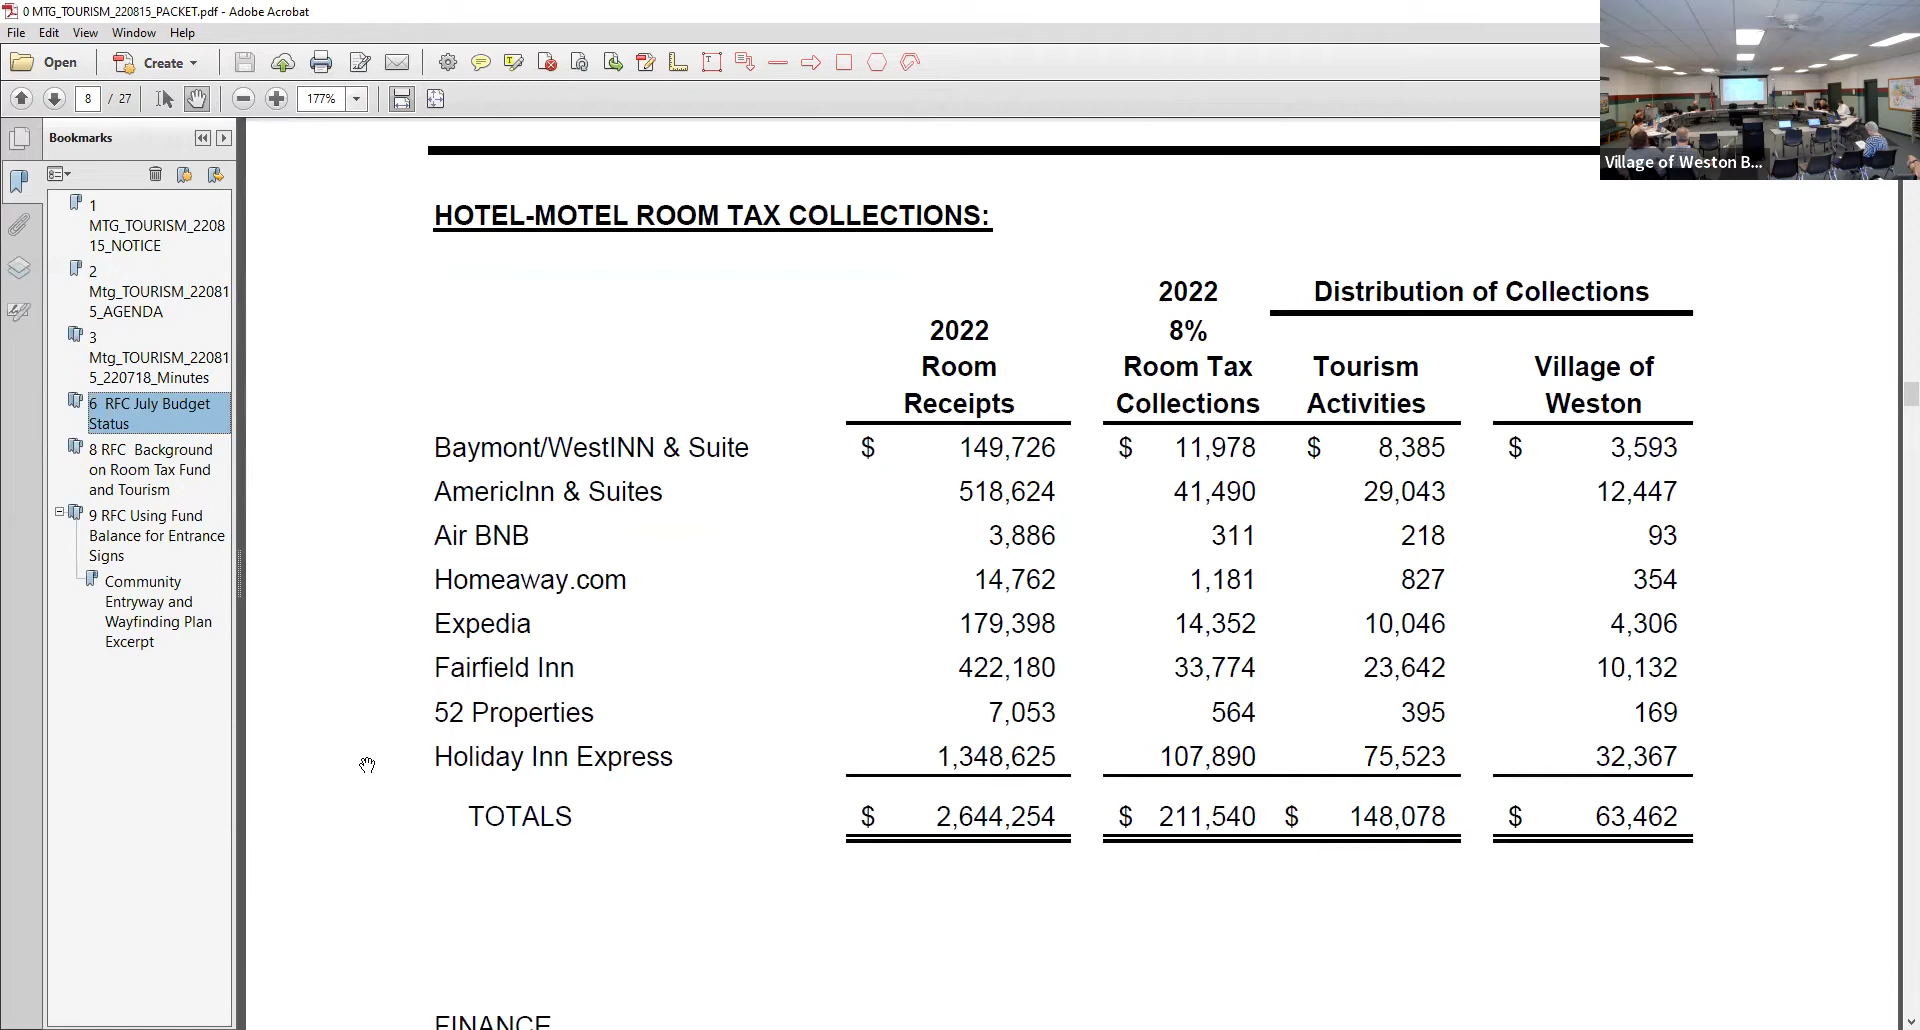 0 MTG_TOURISM_220815_PACKET.pdf - Adobe Acrobat
File Edit View Window Help
Open Create
8 / 27 177%
Village of Weston B...
Bookmarks
1
MTG_TOURISM_2208
15_NOTICE
2
Mtg_TOURISM_22081
5_AGENDA
3
Mtg_TOURISM_22081
5_220718_Minutes
6 RFC July Budget
Status
8 RFC Background
on Room Tax Fund
and Tourism
9 RFC Using Fund
Balance for Entrance
Signs
Community
Entryway and
Wayfinding Plan
Excerpt
HOTEL-MOTEL ROOM TAX COLLECTIONS:
2022 Distribution of Collections
2022 8%
Room Room Tax Tourism Village of
Receipts Collections Activities Weston
Baymont/WestINN & Suite $ 149,726 $ 11,978 $ 8,385 $ 3,593
AmericInn & Suites 518,624 41,490 29,043 12,447
Air BNB 3,886 311 218 93
Homeaway.com 14,762 1,181 827 354
Expedia 179,398 14,352 10,046 4,306
Fairfield Inn 422,180 33,774 23,642 10,132
52 Properties 7,053 564 395 169
Holiday Inn Express 1,348,625 107,890 75,523 32,367
TOTALS $ 2,644,254 $ 211,540 $ 148,078 $ 63,462
FINANCE